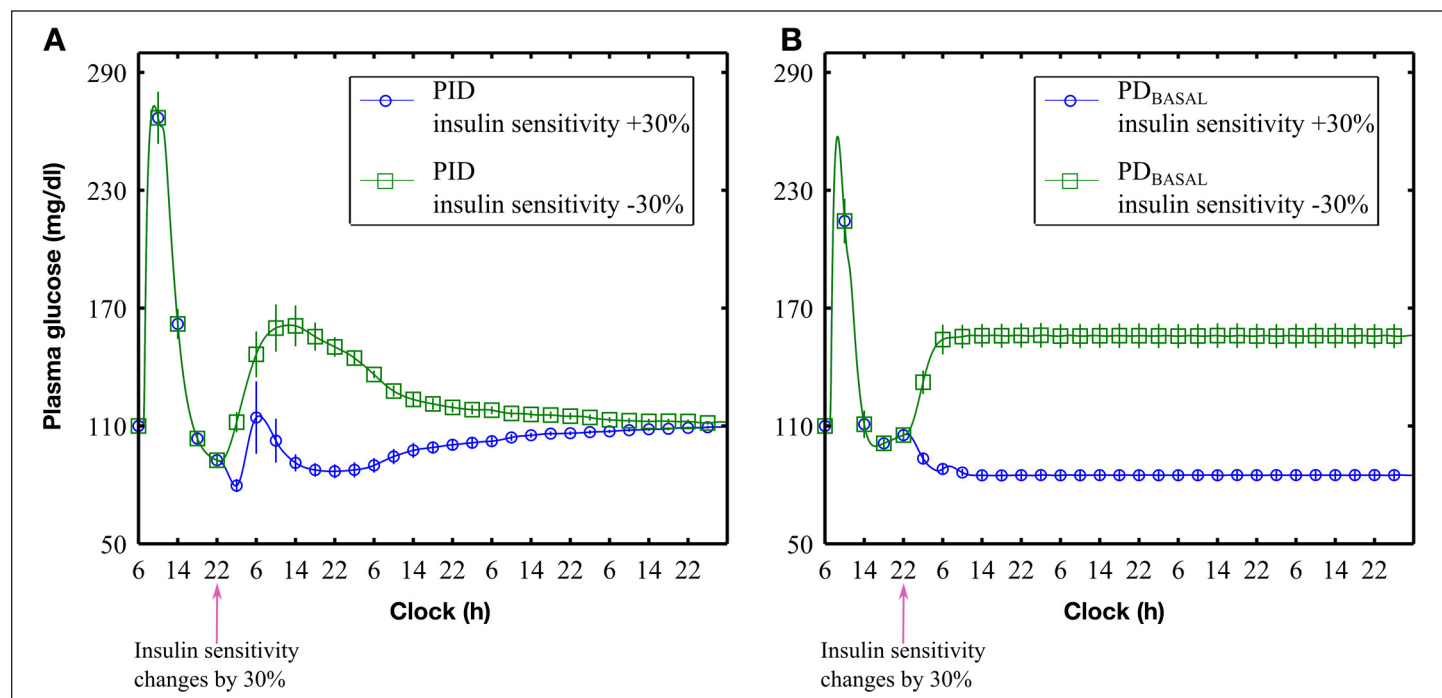 A
290
230
170
110
50
Plasma glucose (mg/dl)
PID
insulin sensitivity +30%
PID
insulin sensitivity -30%
6 14 22 6 14 22 6 14 22 6 14 22 6 14 22
Clock (h)
Insulin sensitivity
changes by 30%
B
290
230
170
110
50
PD_BASAL
insulin sensitivity +30%
PD_BASAL
insulin sensitivity -30%
6 14 22 6 14 22 6 14 22 6 14 22 6 14 22
Clock (h)
Insulin sensitivity
changes by 30%